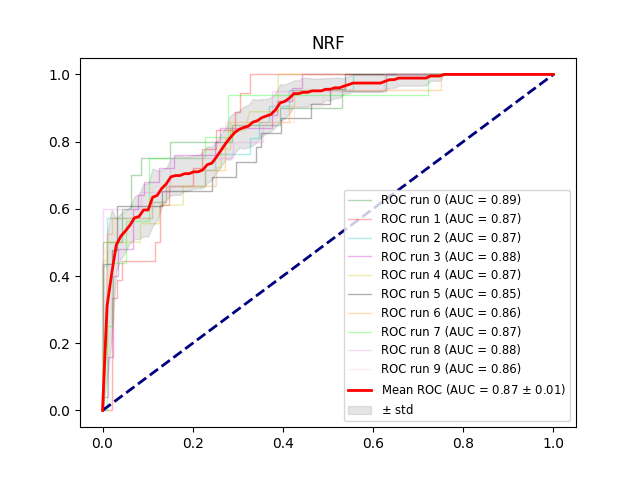 NRF
1.0
0.8
0.6
0.4
0.2
0.0
0.0 0.2 0.4 0.6 0.8 1.0
ROC run 0 (AUC = 0.89)
ROC run 1 (AUC = 0.87)
ROC run 2 (AUC = 0.87)
ROC run 3 (AUC = 0.88)
ROC run 4 (AUC = 0.87)
ROC run 5 (AUC = 0.85)
ROC run 6 (AUC = 0.86)
ROC run 7 (AUC = 0.87)
ROC run 8 (AUC = 0.88)
ROC run 9 (AUC = 0.86)
Mean ROC (AUC = 0.87 ± 0.01)
± std